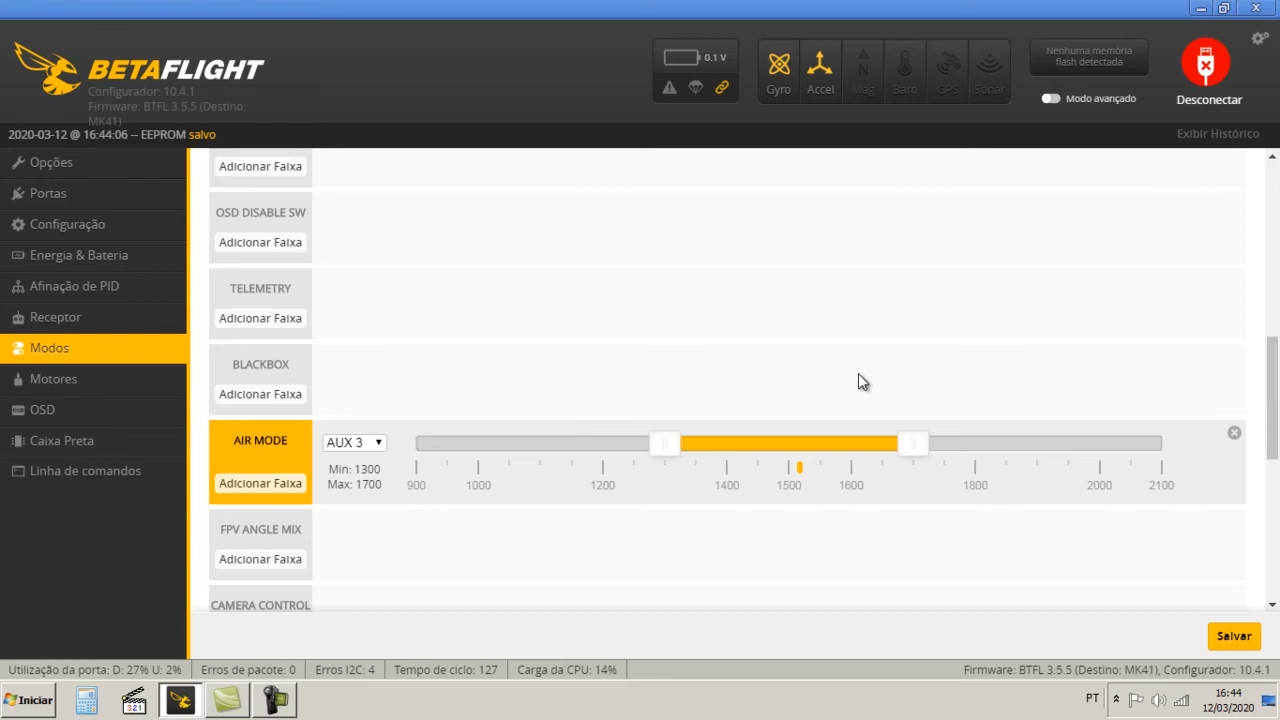 BETAFLIGHT
Configurador: 10.4.1
Firmware: BTFL 3.5.5 (Destino:
MK41)
0.1 V
Gyro
Accel
Mag
Baro
GPS
Sonar
Nenhuma memória
flash detectada
Modo avançado
Desconectar
2020-03-12 @ 16:44:06 -- EEPROM salvo
Exibir Histórico
Opções
Portas
Configuração
Energia & Bateria
Afinação de PID
Receptor
Modos
Motores
OSD
Caixa Preta
Linha de comandos
Adicionar Faixa
OSD DISABLE SW
Adicionar Faixa
TELEMETRY
Adicionar Faixa
BLACKBOX
Adicionar Faixa
AIR MODE
Adicionar Faixa
AUX 3
Min: 1300
Max: 1700
900 1000 1200 1400 1500 1600 1800 2000 2100
FPV ANGLE MIX
Adicionar Faixa
CAMERA CONTROL
Salvar
Utilização da porta: D: 27% U: 2%
Erros de pacote: 0
Erros I2C: 4
Tempo de ciclo: 127
Carga da CPU: 14%
Firmware: BTFL 3.5.5 (Destino: MK41), Configurador: 10.4.1
Iniciar
321
PT
16:44
12/03/2020